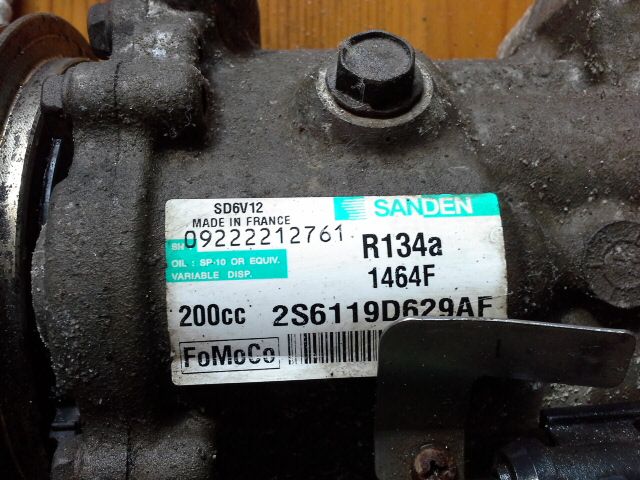 SD6V12
MADE IN FRANCE
SANDEN
09222212761
R134a
OIL : SP-10 OR EQUIV.
VARIABLE DISP.
1464F
200cc 2S6119D629AF
FoMoCo